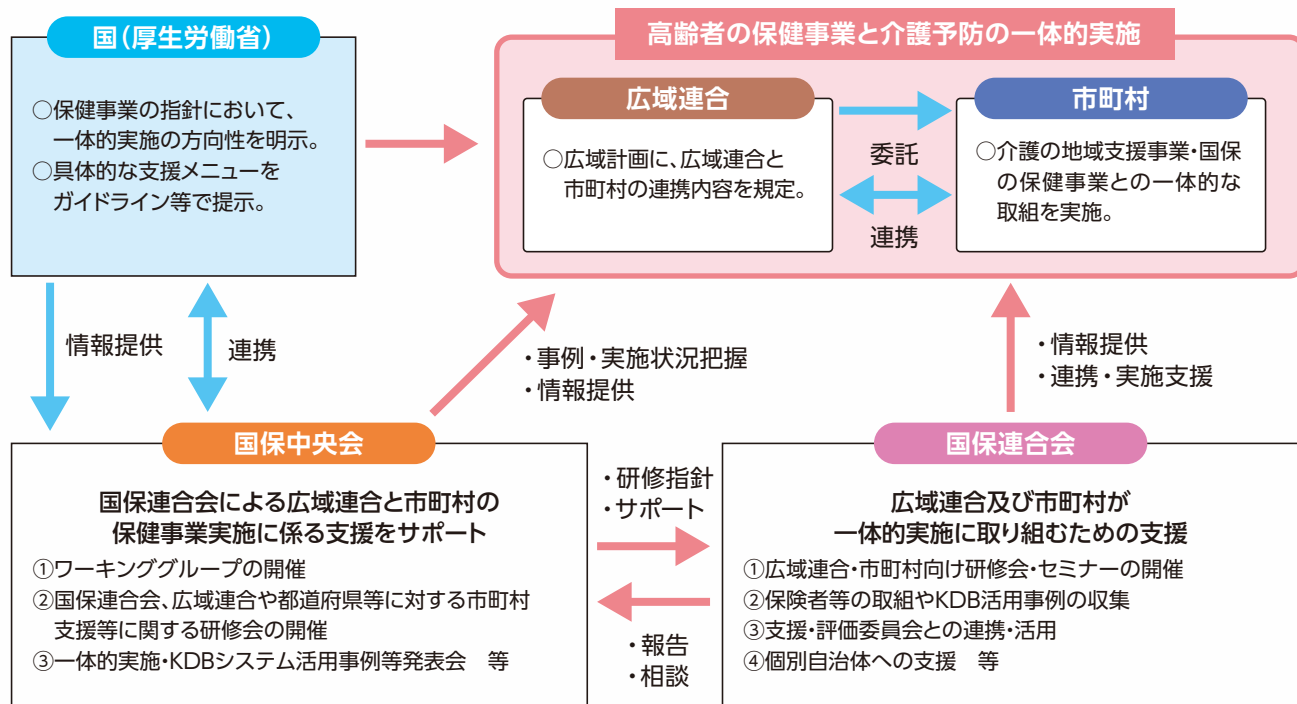 国(厚生労働省)
○保健事業の指針において、
一体的実施の方向性を明示。
○具体的な支援メニューを
ガイドライン等で提示。
高齢者の保健事業と介護予防の一体的実施
広域連合
○広域計画に、広域連合と
市町村の連携内容を規定。
委託
連携
市町村
○介護の地域支援事業・国保
の保健事業との一体的な
取組を実施。
情報提供
連携
・事例・実施状況把握
・情報提供
・情報提供
・連携・実施支援
国保中央会
国保連合会による広域連合と市町村の
保健事業実施に係る支援をサポート
①ワーキンググループの開催
②国保連合会、広域連合や都道府県等に対する市町村
支援等に関する研修会の開催
③一体的実施・KDBシステム活用事例等発表会 等
・研修指針
・サポート
・報告
・相談
国保連合会
広域連合及び市町村が
一体的実施に取り組むための支援
①広域連合・市町村向け研修会・セミナーの開催
②保険者等の取組やKDB活用事例の収集
③支援・評価委員会との連携・活用
④個別自治体への支援 等